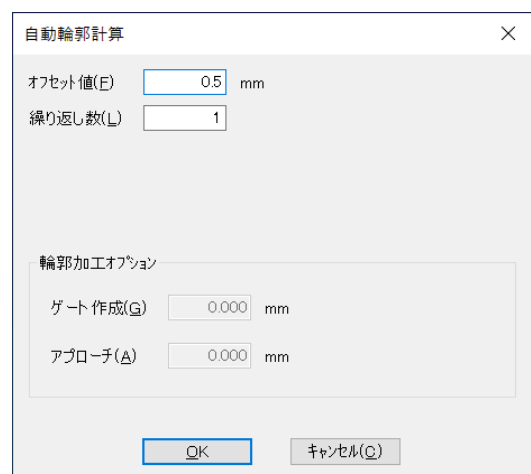 自動輪郭計算
オフセット値(F) 0.5 mm
繰り返し数(L) 1
輪郭加工オプション
ゲート作成(G) 0.000 mm
アプローチ(A) 0.000 mm
OK キャンセル(C)